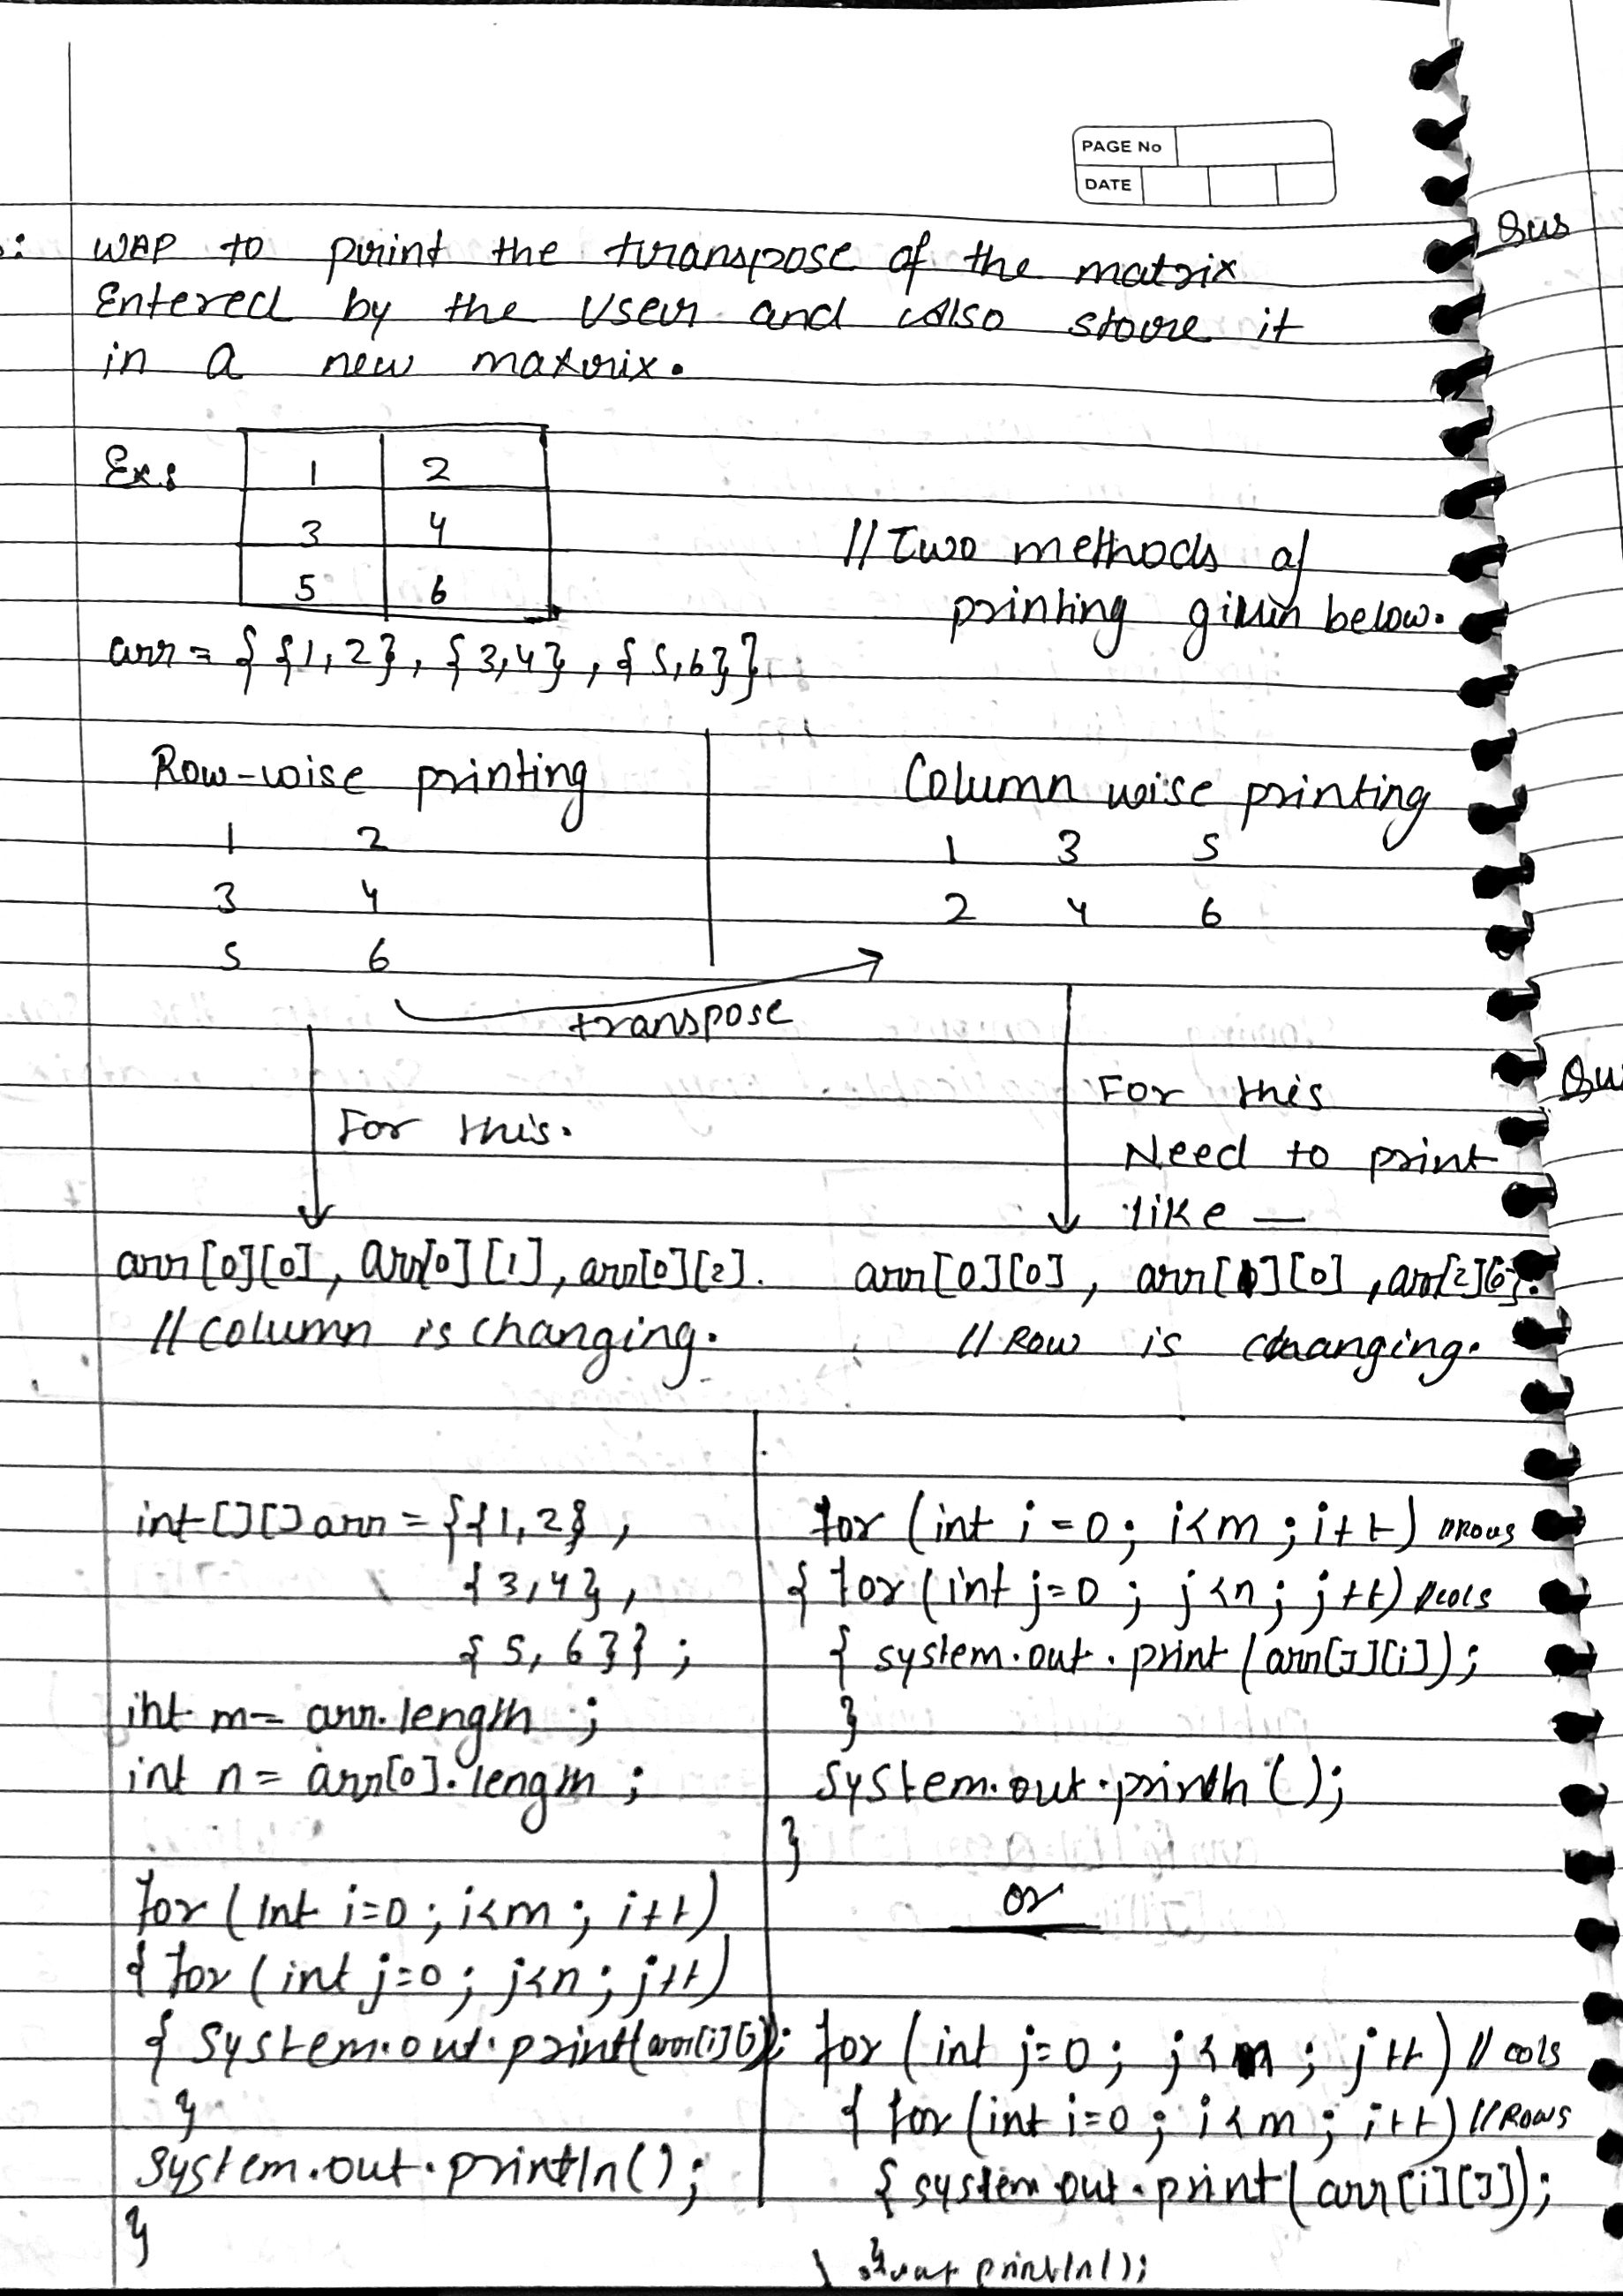 PAGE No
DATE
Qus
WAP to print the transpose of the matrix
Entered by the User and also store it
in a new matrix.
Ex:
1 2
3 4
5 6
// Two methods of
printing given below.
arr = { {1,2}, {3,4}, {5,6} }
Row-wise printing
1 2
3 4
5 6
Column wise printing
1 3 5
2 4 6
transpose
For this.
For this
Need to print
like —
Qu
arr[0][0], arr[0][1], arr[0][2].
// Column is changing.
arr[0][0], arr[1][0], arr[2][0].
// Row is changing.
int [][] arr = {{1,2},
{3,4},
{5,6}};
int m = arr.length ;
int n = arr[0].length ;
for (int i=0 ; i<m ; i++)
{ for (int j=0 ; j<n ; j++)
{ System.out.print(arr[i][j]);
}
System.out.println();
}
for (int i=0; i<m ; i++) //Rows
{ for (int j=0 ; j<n ; j++) //cols
{ system.out.print(arr[J][i]);
}
System.out.println();
}
or
for (int j=0 ; j< ; j++) // cols
{ for (int i=0 ; i<m ; i++) // Rows
{ system.out.print(arr[i][J]);
}
println();